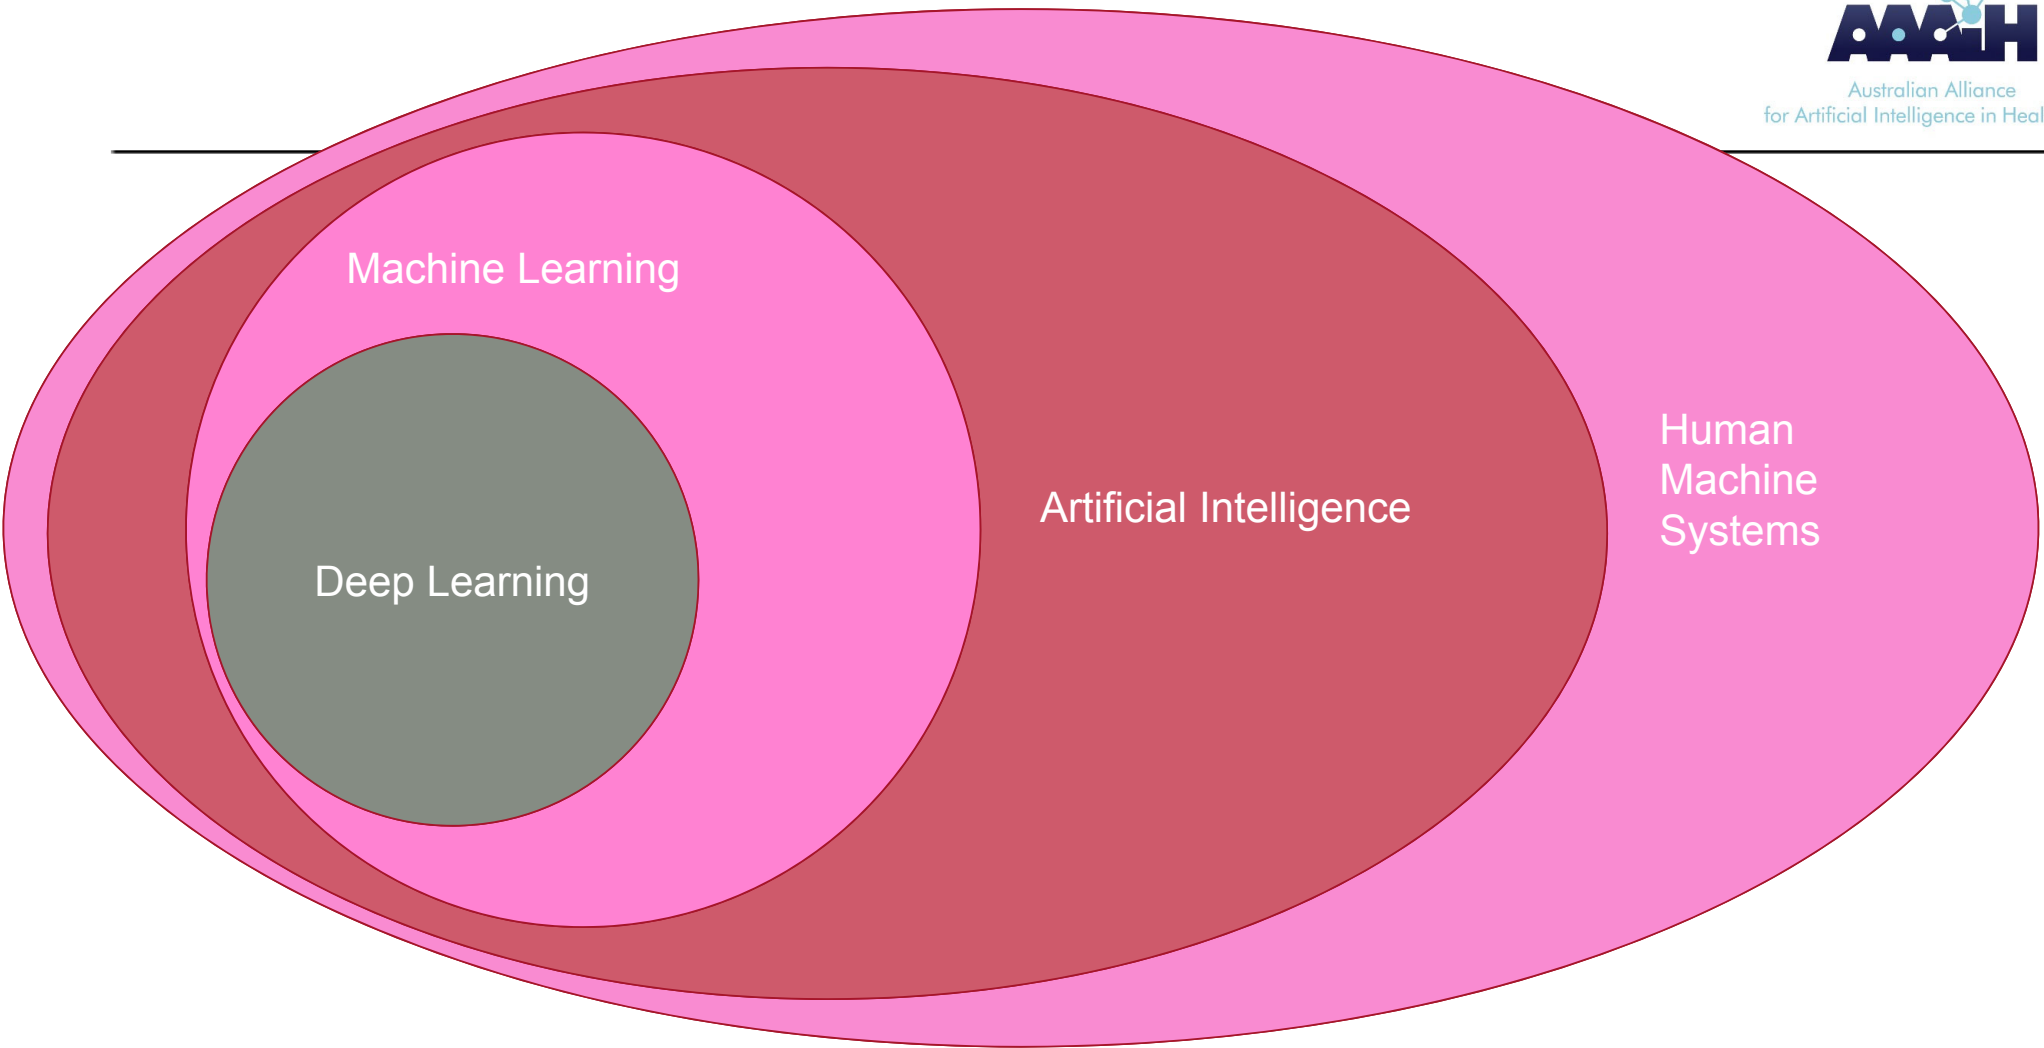 AAAiH
Australian Alliance
for Artificial Intelligence in Heal
Machine Learning
Deep Learning
Artificial Intelligence
Human
Machine
Systems